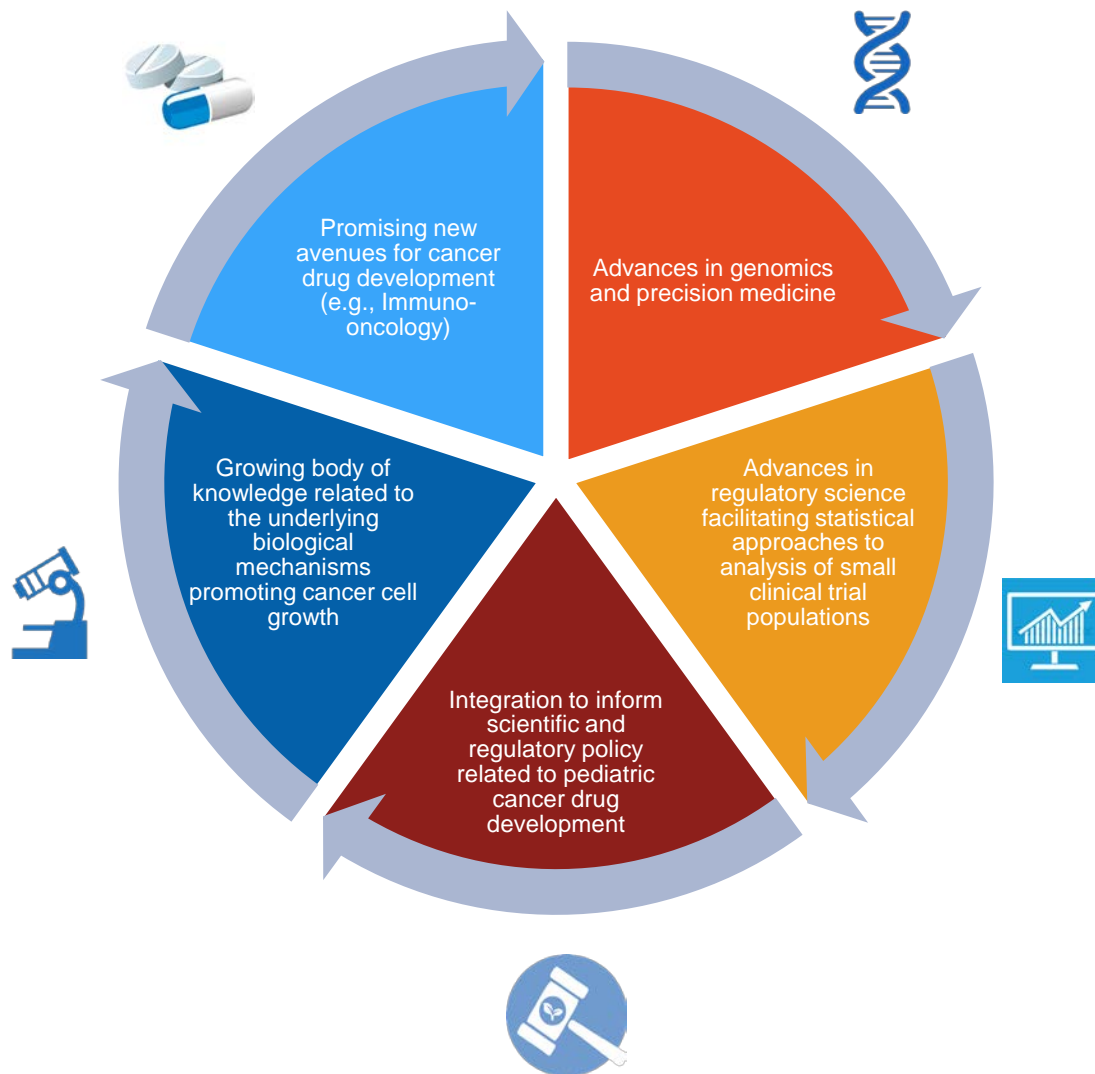 Promising new
avenues for cancer
drug development
(e.g., Immuno-
oncology)
Advances in genomics
and precision medicine
Growing body of
knowledge related to
the underlying
biological
mechanisms
promoting cancer cell
growth
Advances in
regulatory science
facilitating statistical
approaches to
analysis of small
clinical trial
populations
Integration to inform
scientific and
regulatory policy
related to pediatric
cancer drug
development